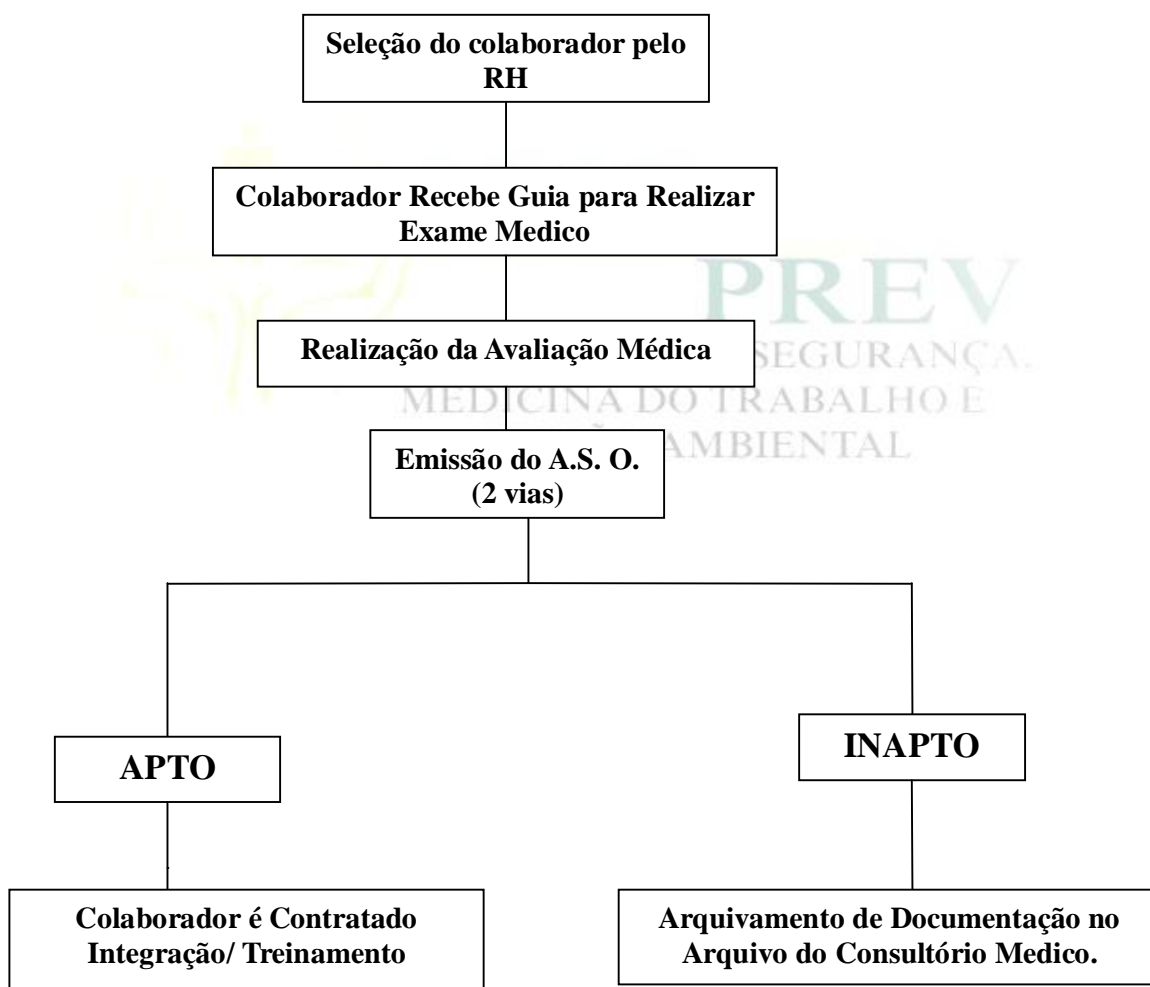 Seleção do colaborador pelo
RH
Colaborador Recebe Guia para Realizar
Exame Medico
PREV
Realização da Avaliação Médica
SEGURANÇA,
MEDICINA DO TRABALHO E
AMBIENTAL
Emissão do A.S. O.
(2 vias)
APTO
INAPTO
Colaborador é Contratado
Integração/ Treinamento
Arquivamento de Documentação no
Arquivo do Consultório Medico.